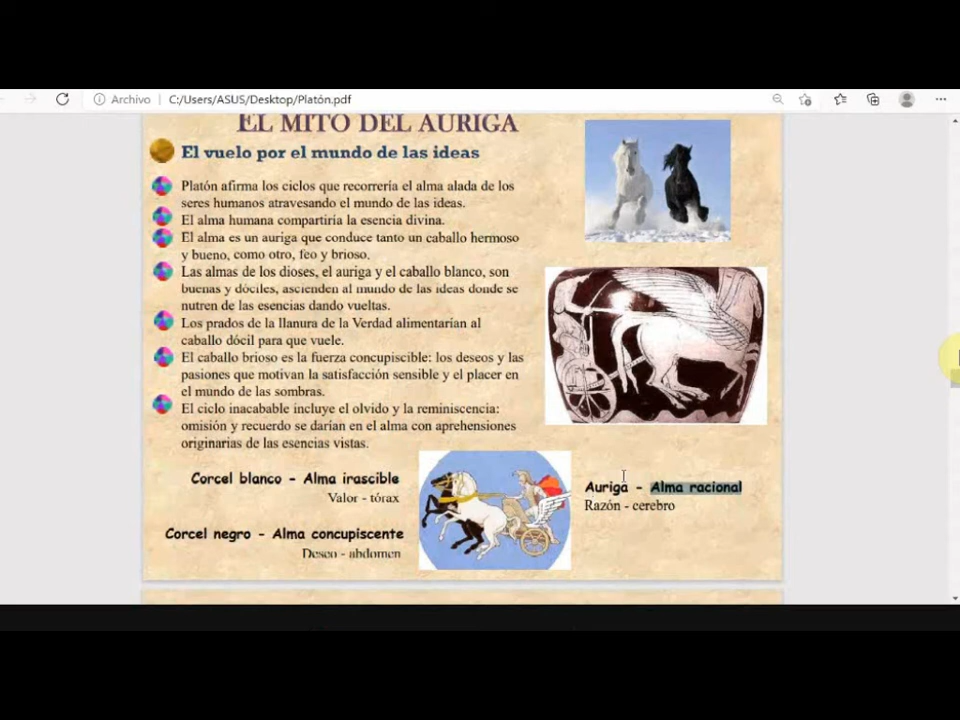 Archivo
C:/Users/ASUS/Desktop/Platón.pdf
EL MITO DEL AURIGA
El vuelo por el mundo de las ideas
Platón afirma los ciclos que recorrería el alma alada de los
seres humanos atravesando el mundo de las ideas.
El alma humana compartiría la esencia divina.
El alma es un auriga que conduce tanto un caballo hermoso
y bueno, como otro, feo y brioso.
Las almas de los dioses, el auriga y el caballo blanco, son
buenas y dóciles, ascienden al mundo de las ideas donde se
nutren de las esencias dando vueltas.
Los prados de la llanura de la Verdad alimentarían al
caballo dócil para que vuele.
El caballo brioso es la fuerza concupiscible: los deseos y las
pasiones que motivan la satisfacción sensible y el placer en
el mundo de las sombras.
El ciclo inacabable incluye el olvido y la reminiscencia:
omisión y recuerdo se darían en el alma con aprehensiones
originarias de las esencias vistas.
Corcel blanco - Alma irascible
Valor - tórax
Corcel negro - Alma concupiscente
Deseo - abdomen
Auriga - Alma racional
Razón - cerebro